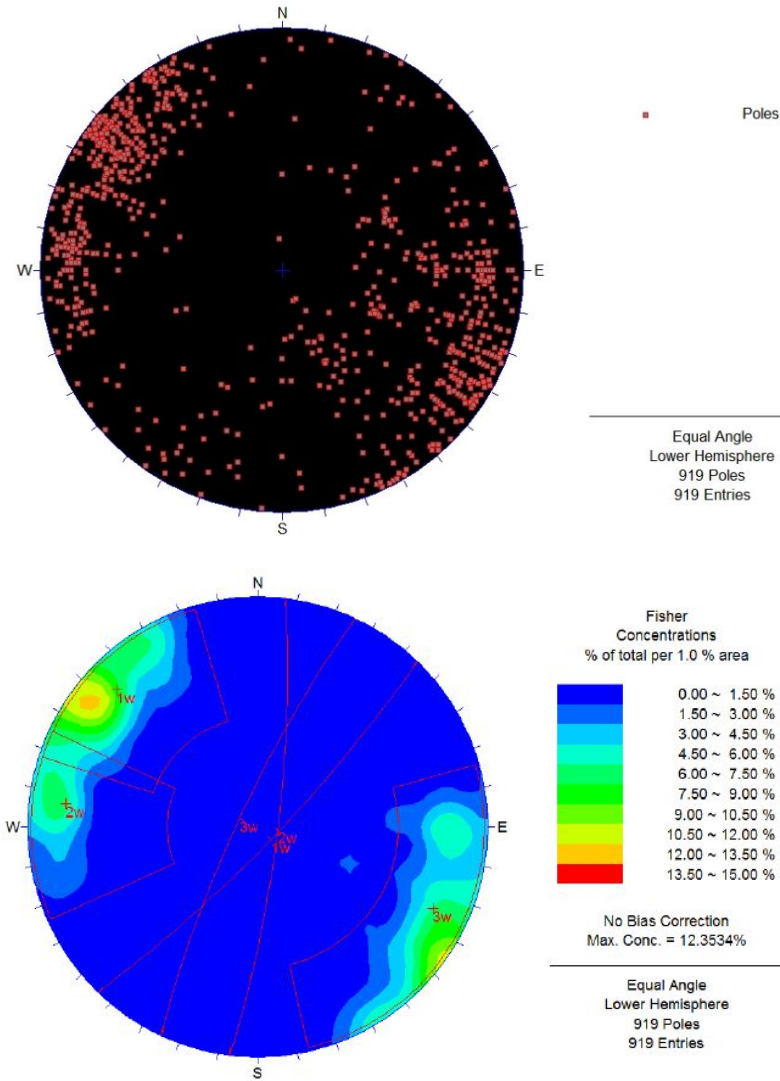 N
Poles
W
E
S
Equal Angle
Lower Hemisphere
919 Poles
919 Entries
N
Fisher
Concentrations
% of total per 1.0 % area
0.00 ~ 1.50 %
1.50 ~ 3.00 %
3.00 ~ 4.50 %
4.50 ~ 6.00 %
6.00 ~ 7.50 %
7.50 ~ 9.00 %
9.00 ~ 10.50 %
10.50 ~ 12.00 %
12.00 ~ 13.50 %
13.50 ~ 15.00 %
1w
2w
W
3w
1w
E
3w
No Bias Correction
Max. Conc. = 12.3534%
S
Equal Angle
Lower Hemisphere
919 Poles
919 Entries